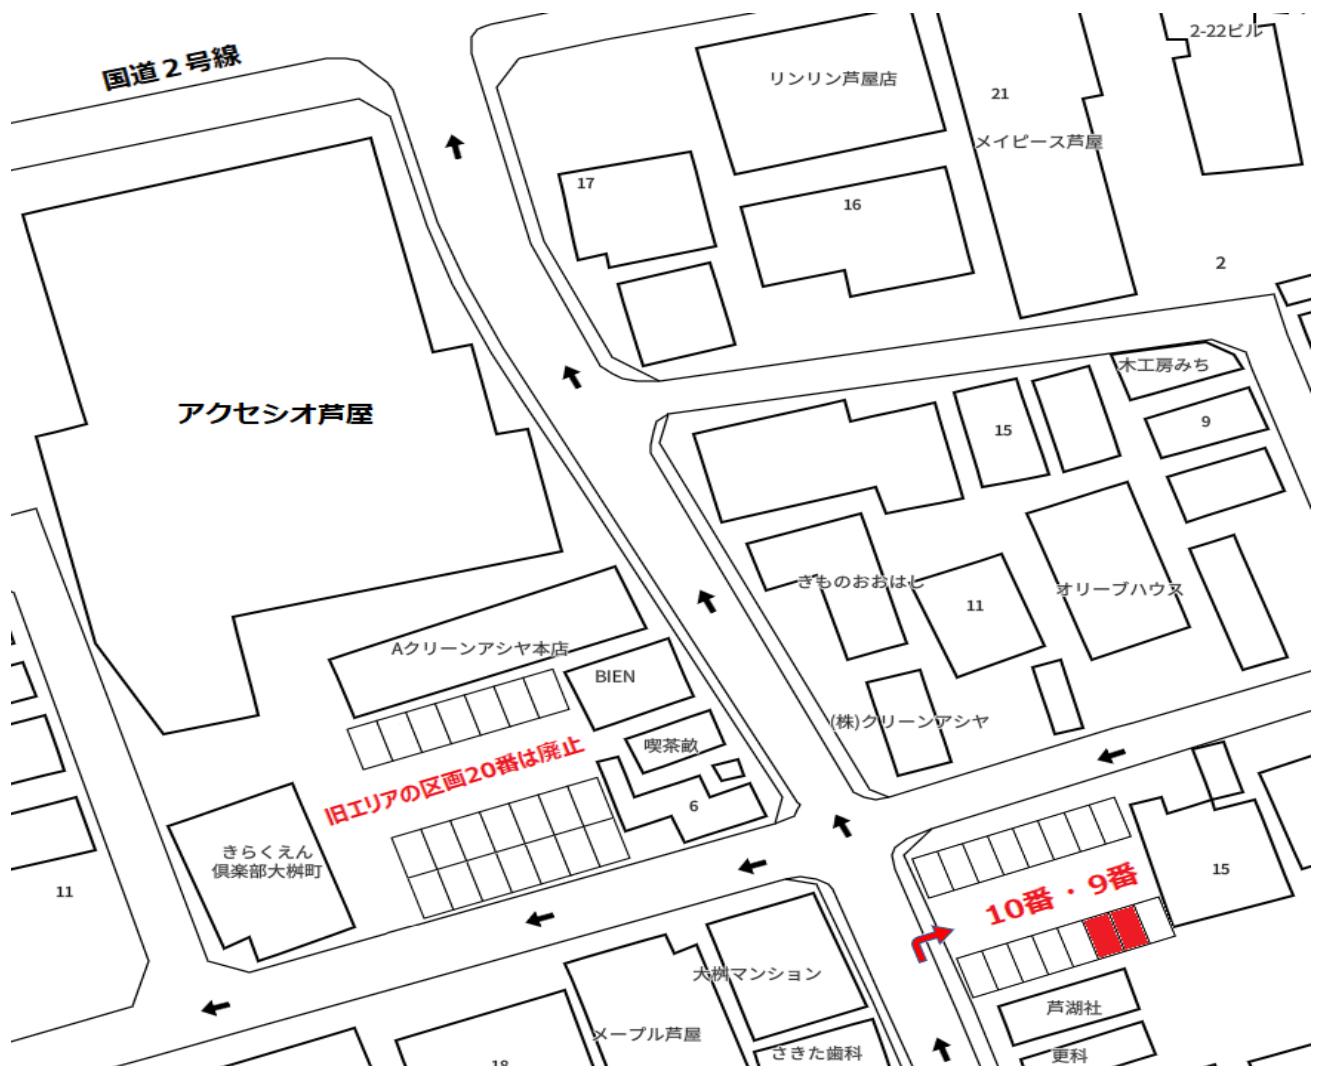 2-22ビル
国道２号線
リンリン芦屋店
21
メイピース芦屋
17
16
2
木工房みち
アクセシオ芦屋
15
9
きものおおはし
オリーブハウス
11
Aクリーンアシヤ本店
BIEN
(株)クリーンアシヤ
喫茶畝
旧エリアの区画20番は廃止
6
きらくえん
倶楽部大桝町
11
15
10番・9番
大桝マンション
芦湖社
メープル芦屋
さきた歯科
更科
18